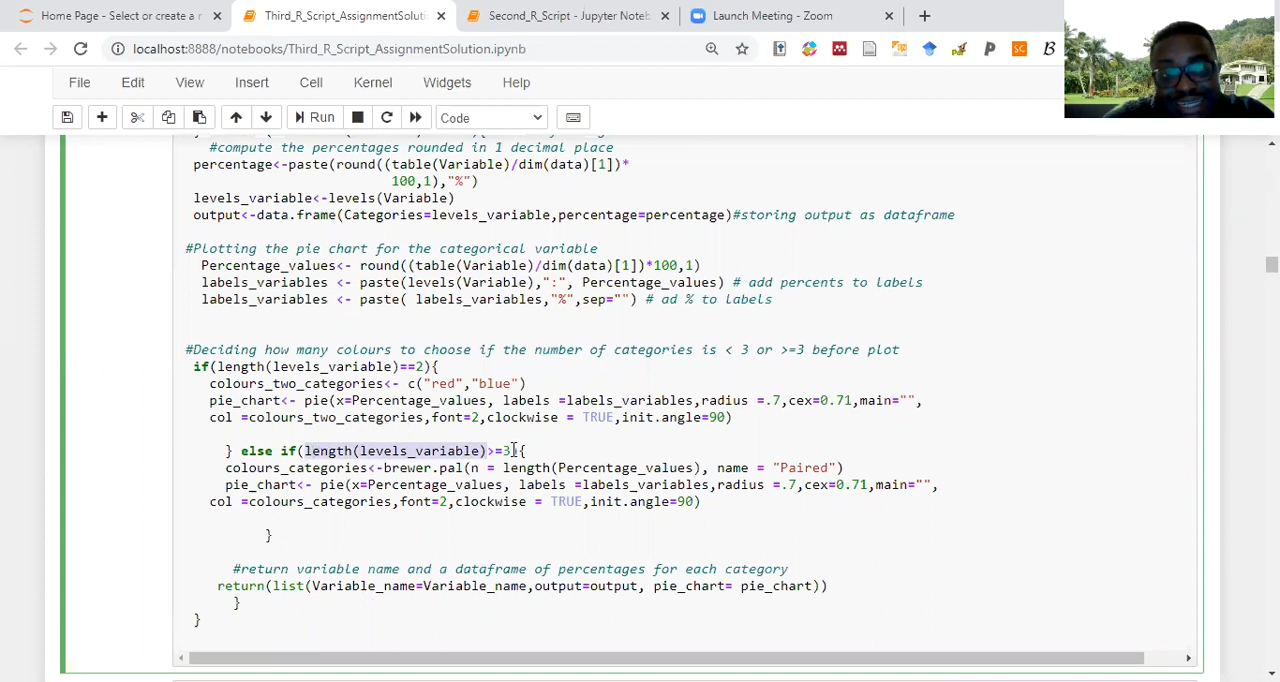 Home Page - Select or create a r
Third_R_Script_AssignmentSolutio
Second_R_Script - Jupyter Noteb
Launch Meeting - Zoom
localhost:8888/notebooks/Third_R_Script_AssignmentSolution.ipynb
File Edit View Insert Cell Kernel Widgets Help
Run Code
#compute the percentages rounded in 1 decimal place
percentage<-paste(round((table(Variable)/dim(data)[1])*
100,1),"%")
levels_variable<-levels(Variable)
output<-data.frame(Categories=levels_variable,percentage=percentage)#storing output as dataframe
#Plotting the pie chart for the categorical variable
Percentage_values<- round((table(Variable)/dim(data)[1])*100,1)
labels_variables <- paste(levels(Variable),":", Percentage_values) # add percents to labels
labels_variables <- paste( labels_variables,"%",sep="") # ad % to labels
#Deciding how many colours to choose if the number of categories is < 3 or >=3 before plot
if(length(levels_variable)==2){
colours_two_categories<- c("red","blue")
pie_chart<- pie(x=Percentage_values, labels =labels_variables,radius =.7,cex=0.71,main="",
col =colours_two_categories,font=2,clockwise = TRUE,init.angle=90)
} else if(length(levels_variable)>=3){
colours_categories<-brewer.pal(n = length(Percentage_values), name = "Paired")
pie_chart<- pie(x=Percentage_values, labels =labels_variables,radius =.7,cex=0.71,main="",
col =colours_categories,font=2,clockwise = TRUE,init.angle=90)
}
#return variable name and a dataframe of percentages for each category
return(list(Variable_name=Variable_name,output=output, pie_chart= pie_chart))
}
}